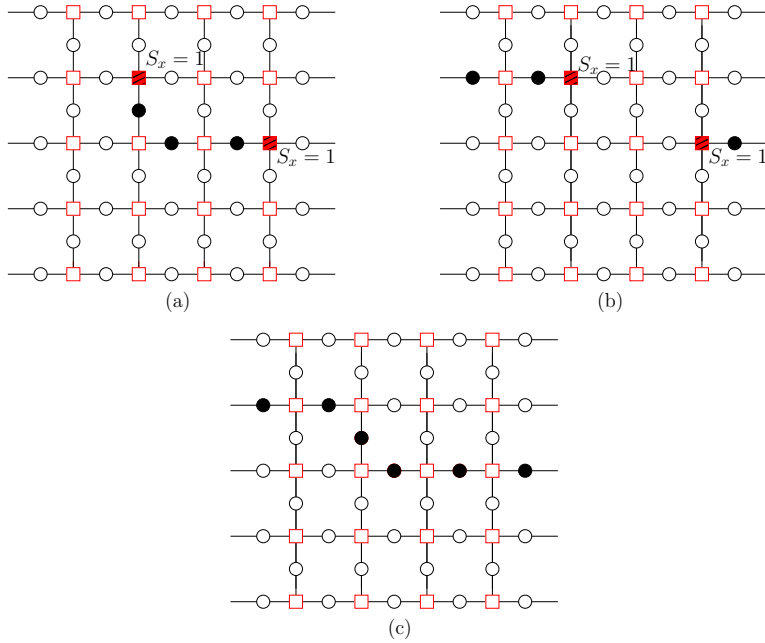 $S_x = 1$
$S_x = 1$
(a)
$S_x = 1$
$S_x = 1$
(b)
(c)